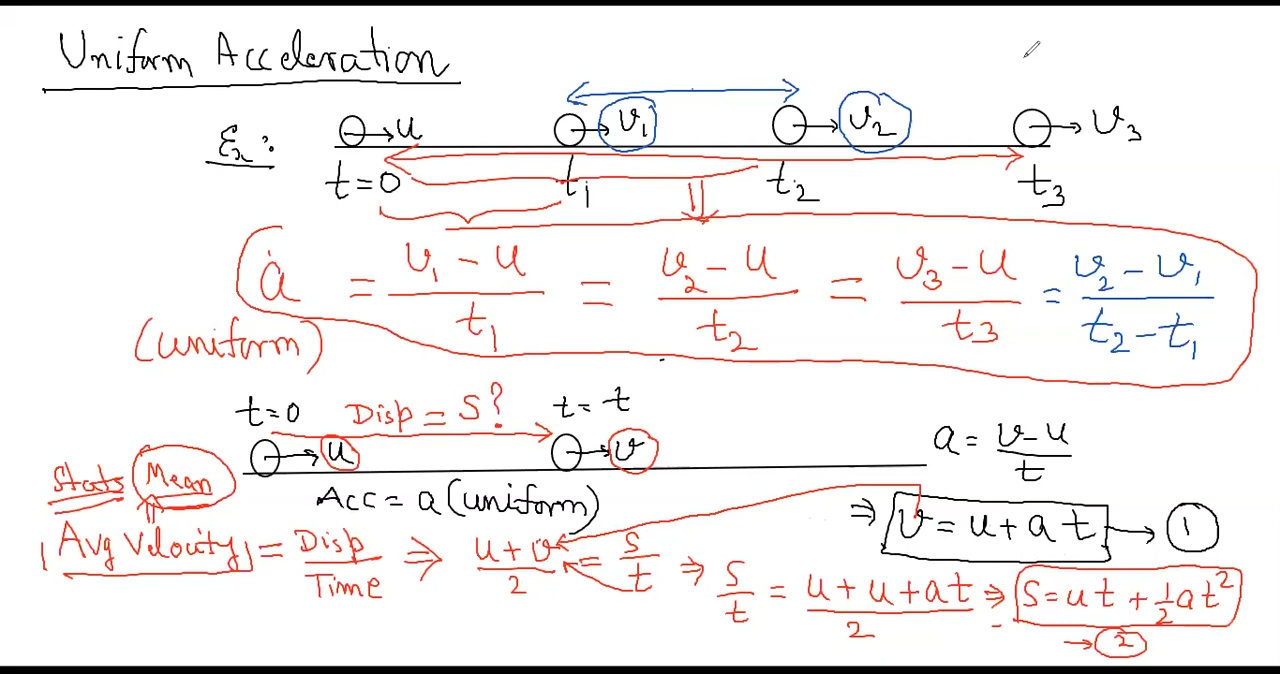 Uniform Acceleration
Ex: u v₁ v₂ v₃
t=0 t₁ t₂ t₃
a = (v₁ - u)/t₁ = (v₂ - u)/t₂ = (v₃ - u)/t₃ = (v₂ - v₁)/(t₂ - t₁)
(uniform)
t=0 Disp = S? t = t
u v a = (v - u)/t
Stats Mean
Acc = a (uniform) ⇒ v = u + at → 1
Avg Velocity = Disp/Time ⇒ (u + v)/2 = S/t ⇒ S/t = (u + u + at)/2 ⇒ S = ut + ½at²
→ 2